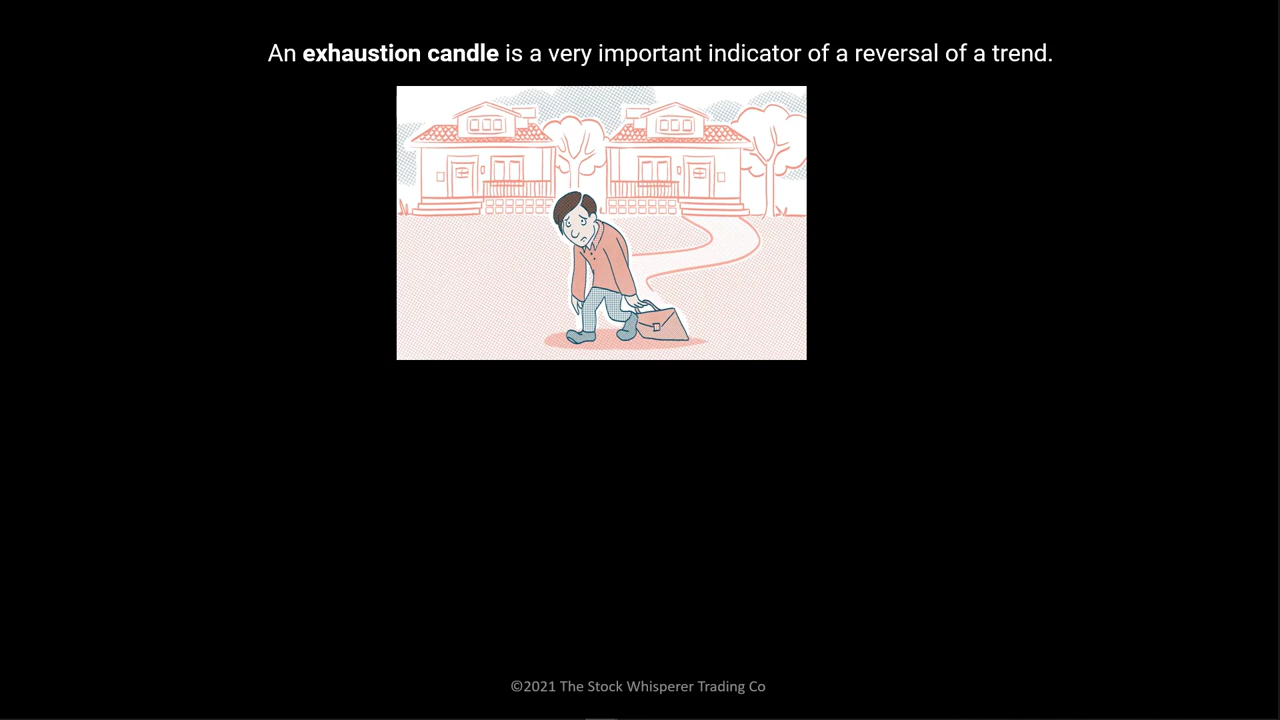 An exhaustion candle is a very important indicator of a reversal of a trend.
©2021 The Stock Whisperer Trading Co